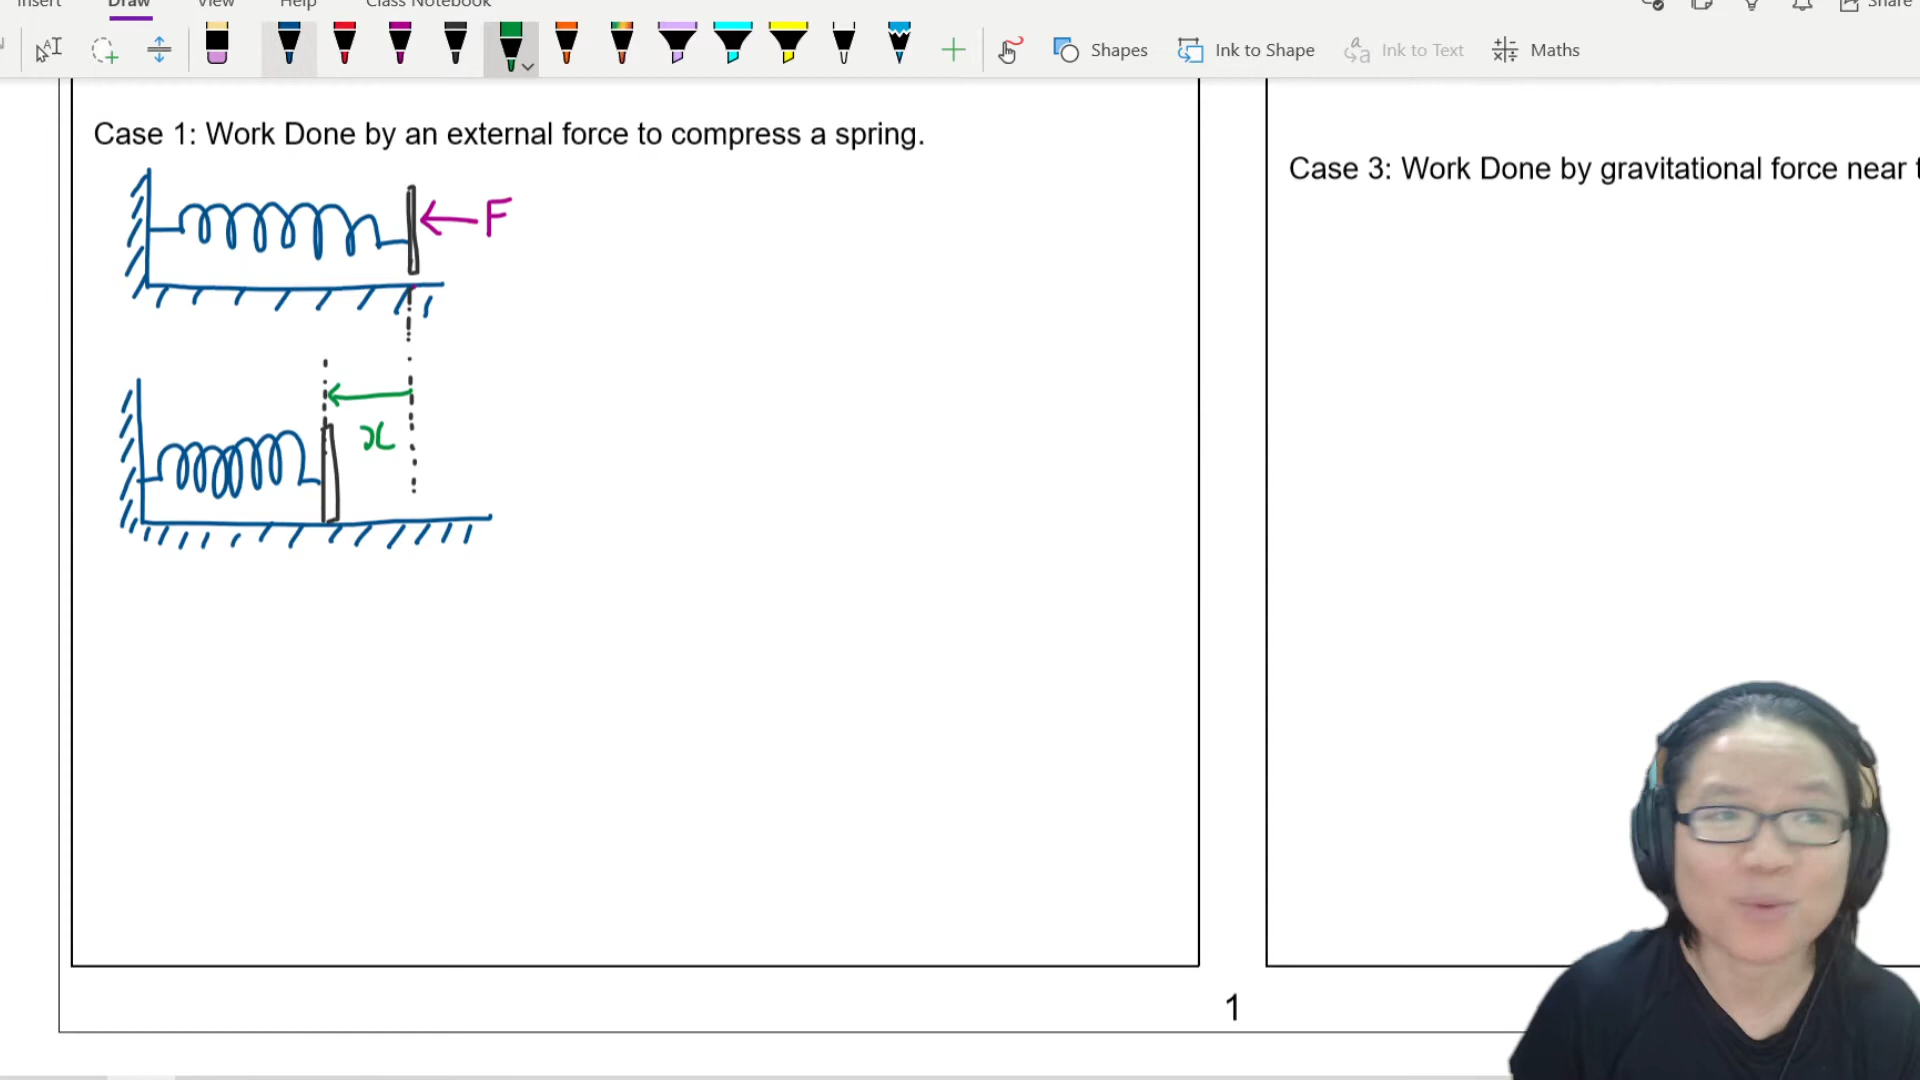 Insert Draw View Help Class Notebook Share
Shapes Ink to Shape Ink to Text Maths
Case 1: Work Done by an external force to compress a spring.
F
x
Case 3: Work Done by gravitational force near
1